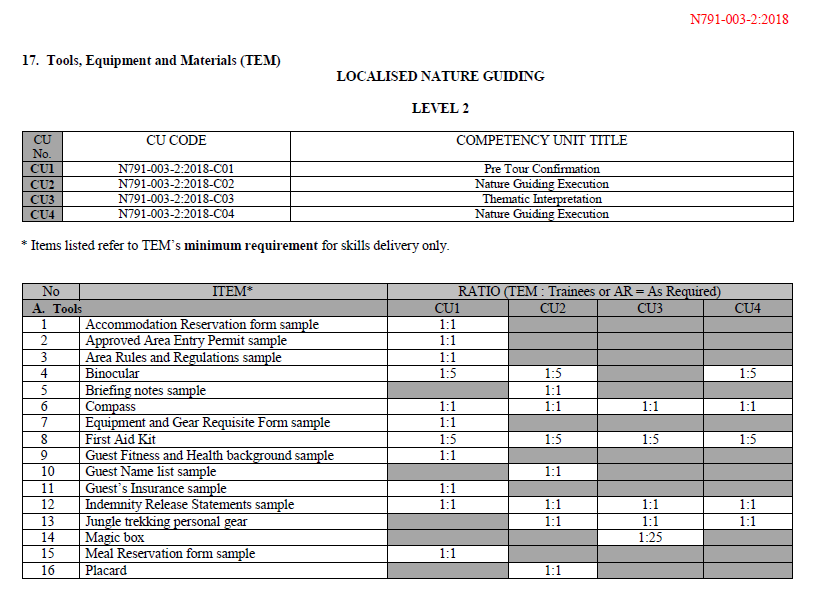 N791-003-2:2018
17. Tools, Equipment and Materials (TEM)
LOCALISED NATURE GUIDING
LEVEL 2
CU No. CU CODE COMPETENCY UNIT TITLE
CU1 N791-003-2:2018-C01 Pre Tour Confirmation
CU2 N791-003-2:2018-C02 Nature Guiding Execution
CU3 N791-003-2:2018-C03 Thematic Interpretation
CU4 N791-003-2:2018-C04 Nature Guiding Execution
* Items listed refer to TEM's minimum requirement for skills delivery only.
No ITEM* RATIO (TEM : Trainees or AR = As Required)
A. Tools CU1 CU2 CU3 CU4
1 Accommodation Reservation form sample 1:1
2 Approved Area Entry Permit sample 1:1
3 Area Rules and Regulations sample 1:1
4 Binocular 1:5 1:5 1:5
5 Briefing notes sample 1:1
6 Compass 1:1 1:1 1:1 1:1
7 Equipment and Gear Requisite Form sample 1:1
8 First Aid Kit 1:5 1:5 1:5 1:5
9 Guest Fitness and Health background sample 1:1
10 Guest Name list sample 1:1
11 Guest's Insurance sample 1:1
12 Indemnity Release Statements sample 1:1 1:1 1:1 1:1
13 Jungle trekking personal gear 1:1 1:1 1:1
14 Magic box 1:25
15 Meal Reservation form sample 1:1
16 Placard 1:1